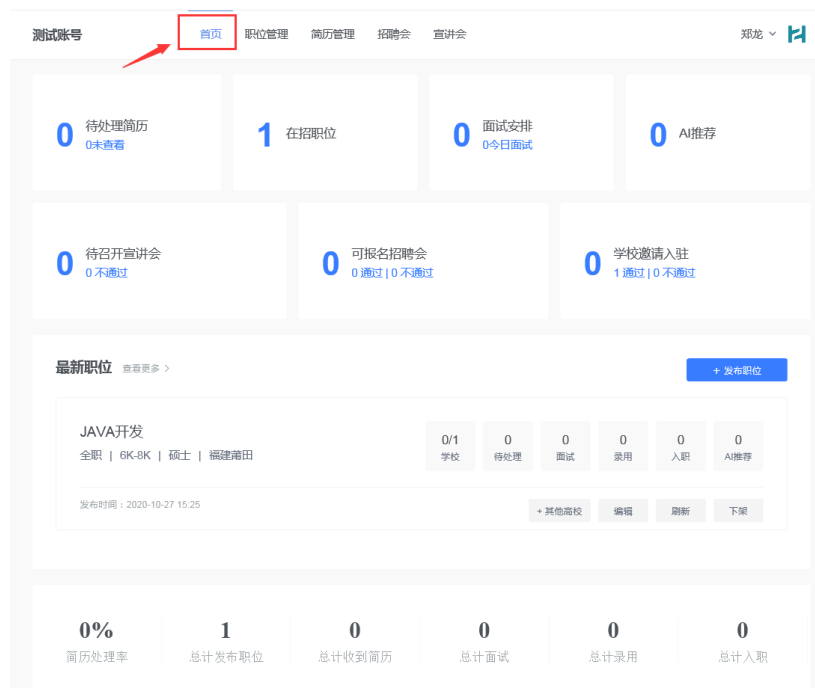 测试账号 首页 职位管理 简历管理 招聘会 宣讲会 郑龙
0 待处理简历 1 在招职位 0 面试安排 0 AI推荐
0未查看 0今日面试
0 待召开宣讲会 0 可报名招聘会 0 学校邀请入驻
0 不通过 0 通过 | 0 不通过 1 通过 | 0 不通过
最新职位 查看更多 > + 发布职位
JAVA开发
全职 | 6K-8K | 硕士 | 福建莆田
0/1 0 0 0 0 0
学校 待处理 面试 录用 入职 AI推荐
发布时间：2020-10-27 15:25 + 其他高校 编辑 刷新 下架
0% 1 0 0 0 0
简历处理率 总计发布职位 总计收到简历 总计面试 总计录用 总计入职